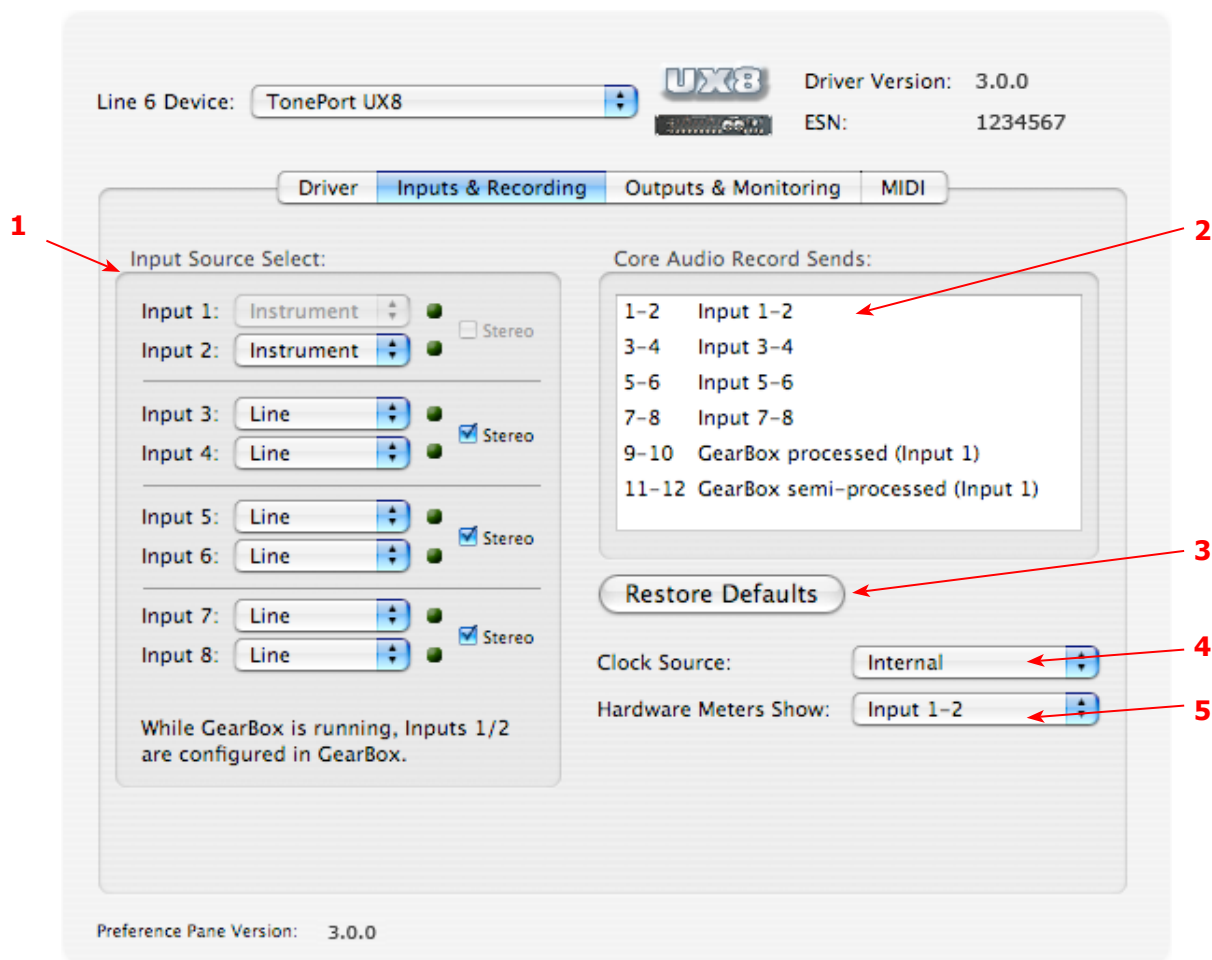 Line 6 Device: TonePort UX8
UX8
Driver Version: 3.0.0
ESN: 1234567
Driver Inputs & Recording Outputs & Monitoring MIDI
1
2
Input Source Select:
Input 1: Instrument
Input 2: Instrument
Stereo
Input 3: Line
Input 4: Line
Stereo
Input 5: Line
Input 6: Line
Stereo
Input 7: Line
Input 8: Line
Stereo
While GearBox is running, Inputs 1/2
are configured in GearBox.
Core Audio Record Sends:
1-2 Input 1-2
3-4 Input 3-4
5-6 Input 5-6
7-8 Input 7-8
9-10 GearBox processed (Input 1)
11-12 GearBox semi-processed (Input 1)
3
Restore Defaults
4
Clock Source: Internal
Hardware Meters Show: Input 1-2
5
Preference Pane Version: 3.0.0